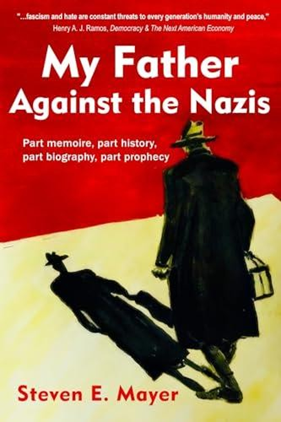 "...fascism and hate are constant threats to every generation's humanity and peace,"
Henry A. J. Ramos, Democracy & The Next American Economy
My Father
Against the Nazis
Part memoire, part history,
part biography, part prophecy
Steven E. Mayer